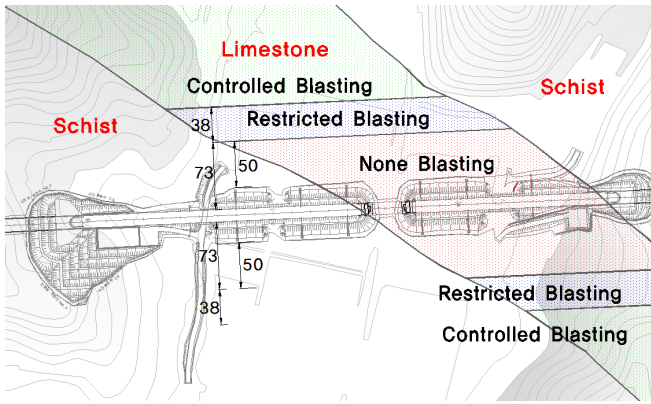 Limestone
Controlled Blasting
Schist
Schist
38
Restricted Blasting
73
50
None Blasting
73
50
38
Restricted Blasting
Controlled Blasting